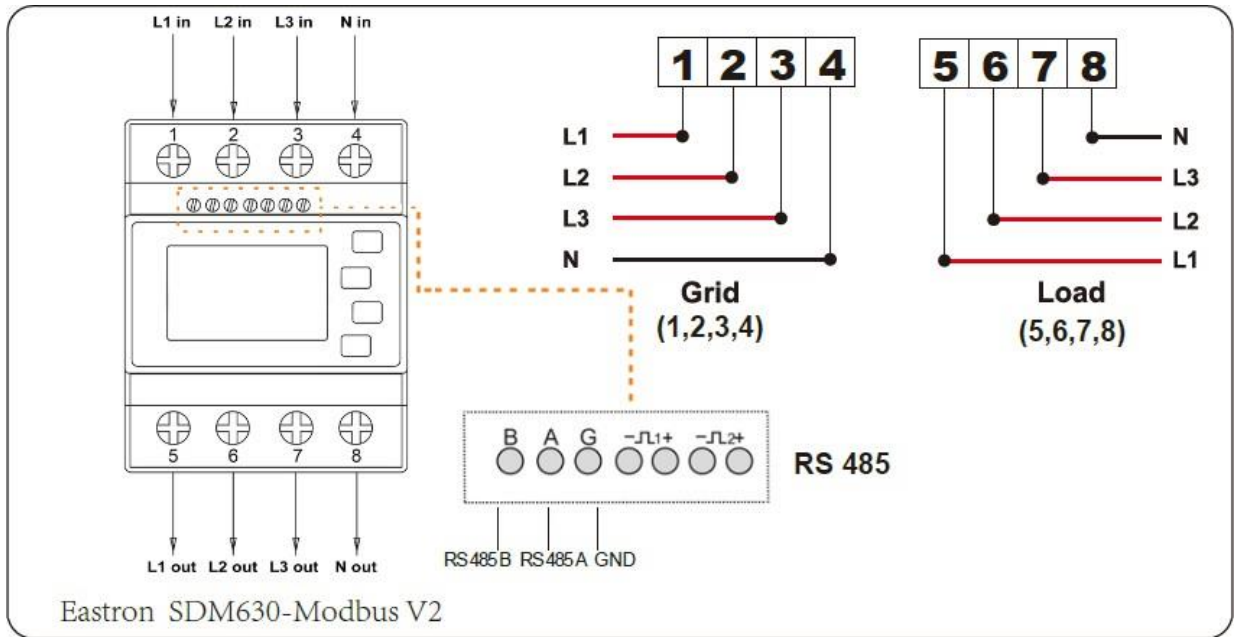 L1 in L2 in L3 in N in
1 2 3 4
5 6 7 8
L1 out L2 out L3 out N out
1 2 3 4
L1
L2
L3
N
Grid
(1,2,3,4)
5 6 7 8
N
L3
L2
L1
Load
(5,6,7,8)
B A G -⎍1+ -⎍2+
RS 485
RS485B RS485A GND
Eastron SDM630-Modbus V2